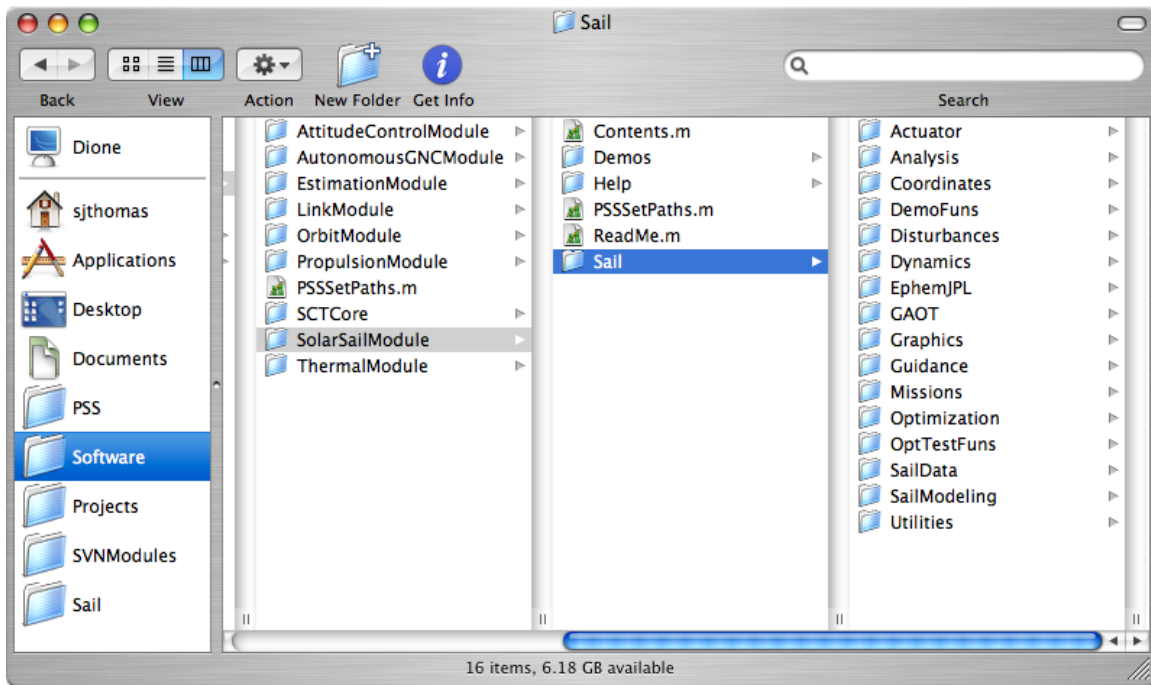 Sail
Back
View
Action
New Folder
Get Info
Search
Dione
sjthomas
Applications
Desktop
Documents
PSS
Software
Projects
SVNModules
Sail
AttitudeControlModule
AutonomousGNCModule
EstimationModule
LinkModule
OrbitModule
PropulsionModule
PSSSetPaths.m
SCTCore
SolarSailModule
ThermalModule
Contents.m
Demos
Help
PSSSetPaths.m
ReadMe.m
Sail
Actuator
Analysis
Coordinates
DemoFuns
Disturbances
Dynamics
EphemJPL
GAOT
Graphics
Guidance
Missions
Optimization
OptTestFuns
SailData
SailModeling
Utilities
16 items, 6.18 GB available